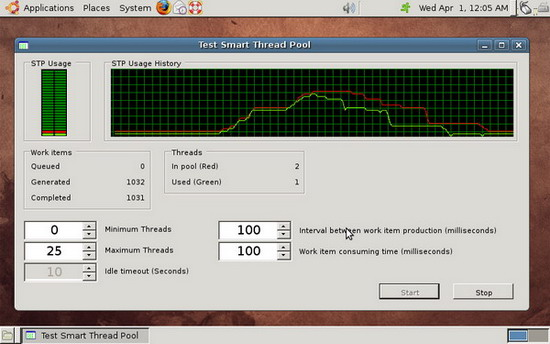 Applications Places System Wed Apr 1, 12:05 AM
Test Smart Thread Pool
STP Usage STP Usage History
Work items Threads
Queued 0 In pool (Red) 2
Generated 1032 Used (Green) 1
Completed 1031
0 Minimum Threads 100 Interval between work item production (milliseconds)
25 Maximum Threads 100 Work item consuming time (milliseconds)
10 Idle timeout (Seconds)
Start Stop
Test Smart Thread Pool